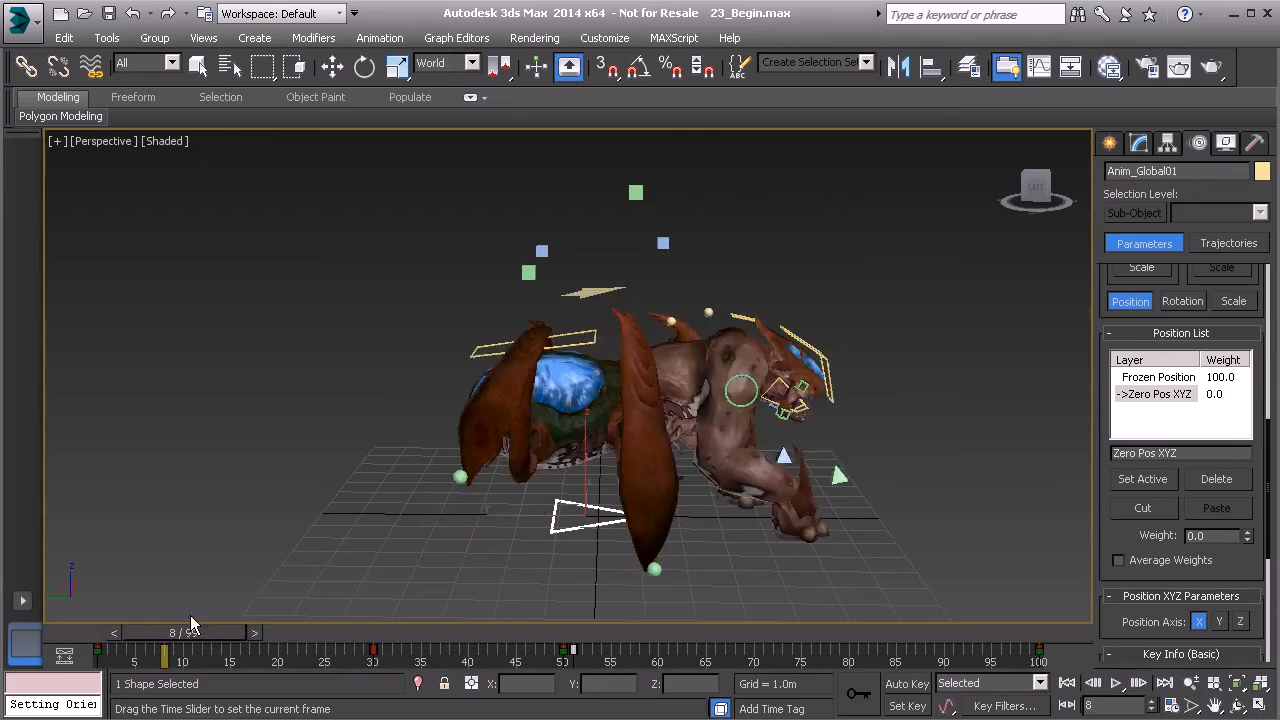 Workspace: Default
Autodesk 3ds Max 2014 x64 - Not for Resale 23_Begin.max
Type a keyword or phrase
Edit Tools Group Views Create Modifiers Animation Graph Editors Rendering Customize MAXScript Help
All World Create Selection Se
Modeling Freeform Selection Object Paint Populate
Polygon Modeling
[+] [Perspective] [Shaded]
LEFT
Anim_Global01
Selection Level:
Sub-Object
Parameters Trajectories
Scale Scale
Position Rotation Scale
- Position List
Layer Weight
Frozen Position 100.0
->Zero Pos XYZ 0.0
Zero Pos XYZ
Set Active Delete
Cut Paste
Weight: 0.0
Average Weights
- Position XYZ Parameters
Position Axis: X Y Z
- Key Info (Basic)
z
2
< >
5 10 15 20 25 30 35 40 45 50 55 60 65 70 75 80 85 90 95 100
1 Shape Selected X: Y: Z: Grid = 1.0m Auto Key Selected
Setting Orie Drag the Time Slider to set the current frame Add Time Tag Set Key Key Filters... 8